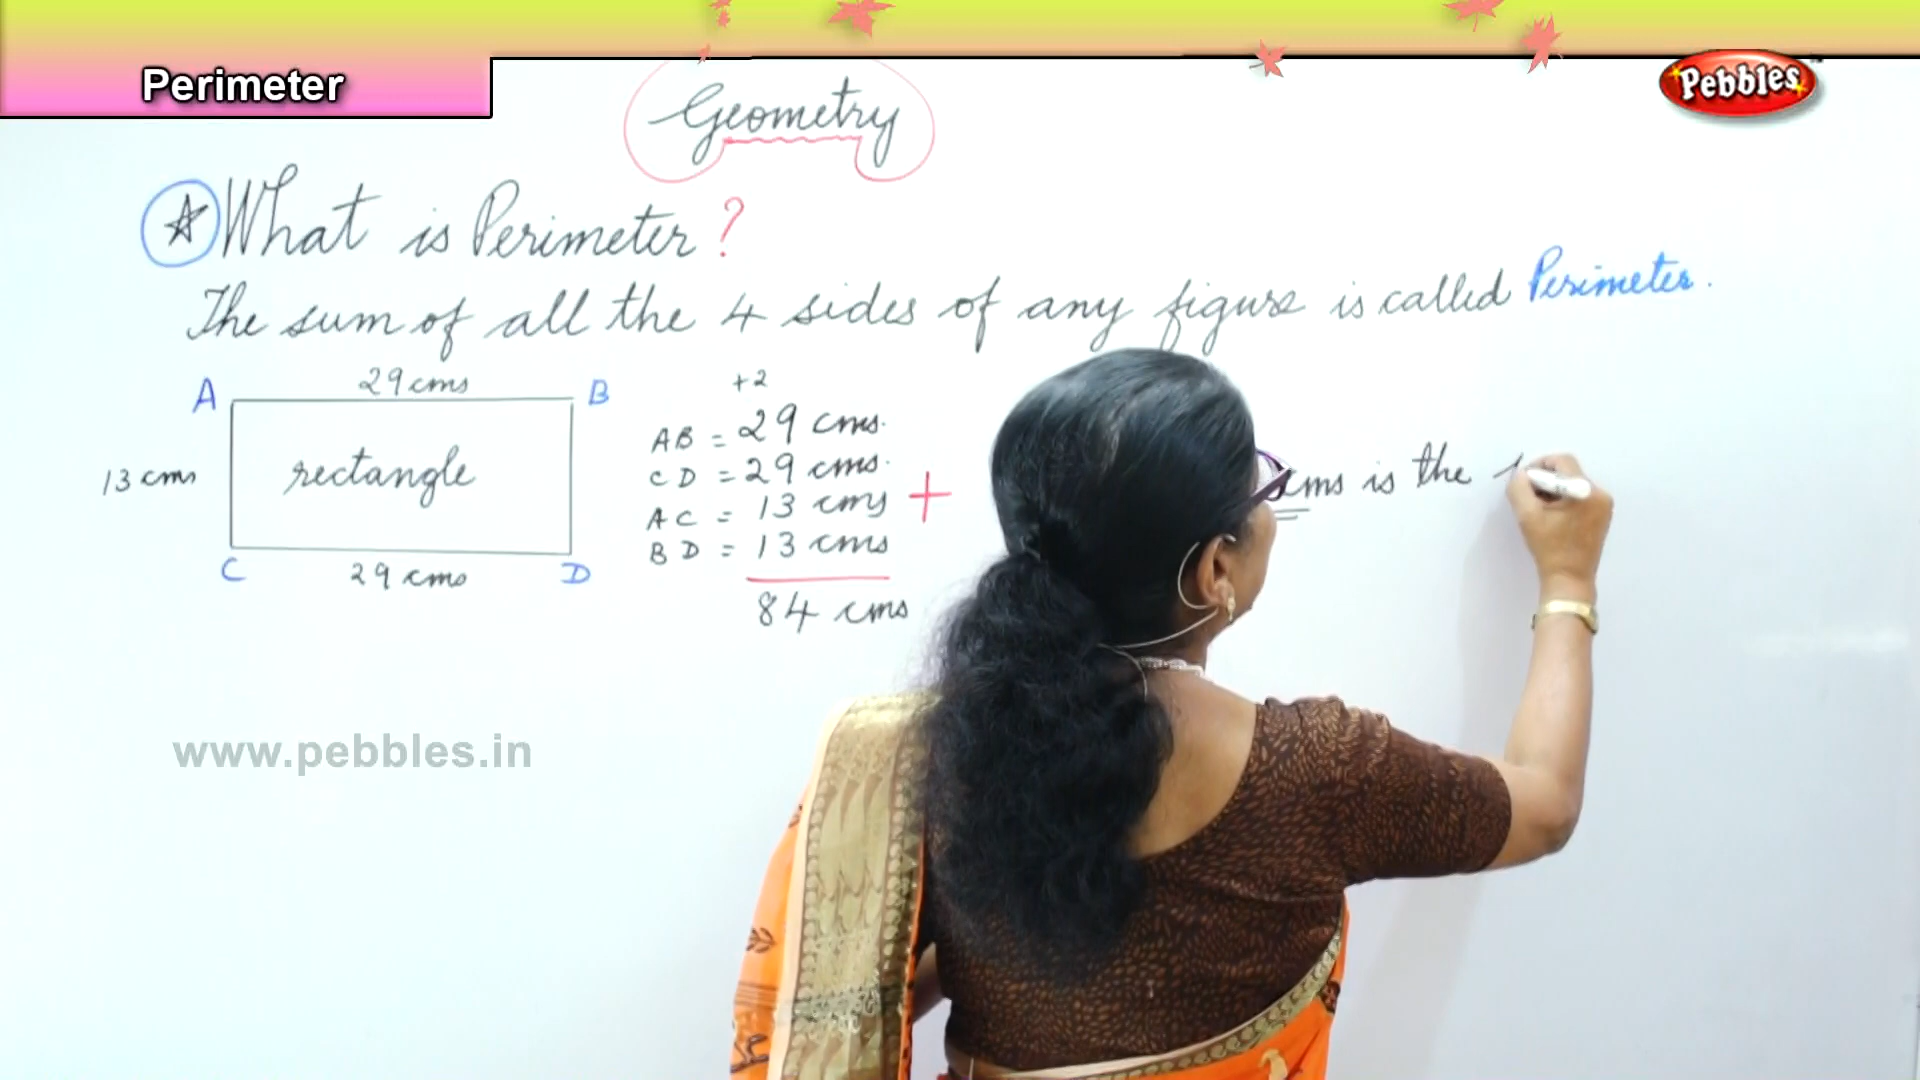 Perimeter
Pebbles
Geometry
What is Perimeter?
The sum of all the 4 sides of any figure is called Perimeter.
A 29 cms B
13 cms rectangle
C 29 cms D
+2
AB = 29 cms.
CD = 29 cms.
AC = 13 cms
BD = 13 cms
+
84 cms
cms is the
www.pebbles.in